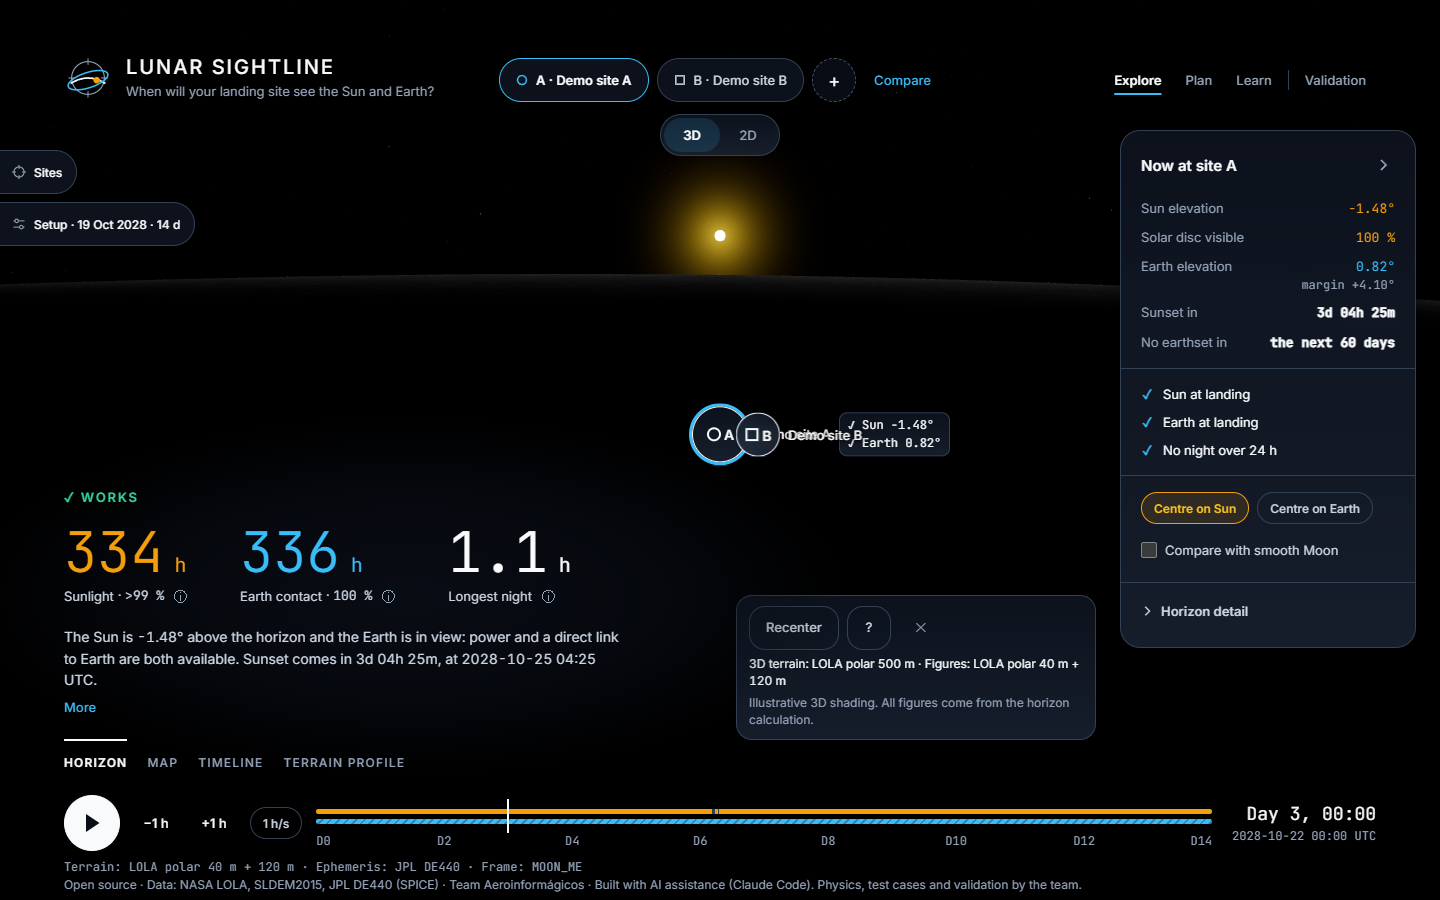 LUNAR SIGHTLINE
When will your landing site see the Sun and Earth?
A · Demo site A
B · Demo site B
+
Compare
Explore
Plan
Learn
Validation
3D
2D
Sites
Setup · 19 Oct 2028 · 14 d
Now at site A
Sun elevation -1.48°
Solar disc visible 100 %
Earth elevation 0.82°
margin +4.10°
Sunset in 3d 04h 25m
No earthset in the next 60 days
✓ Sun at landing
✓ Earth at landing
✓ No night over 24 h
Centre on Sun
Centre on Earth
Compare with smooth Moon
Horizon detail
A
B
Demo site B
✓ Sun -1.48°
✓ Earth 0.82°
✓ WORKS
334 h
Sunlight · >99 %
336 h
Earth contact · 100 %
1.1 h
Longest night
The Sun is -1.48° above the horizon and the Earth is in view: power and a direct link
to Earth are both available. Sunset comes in 3d 04h 25m, at 2028-10-25 04:25
UTC.
More
Recenter
?
3D terrain: LOLA polar 500 m · Figures: LOLA polar 40 m +
120 m
Illustrative 3D shading. All figures come from the horizon
calculation.
HORIZON
MAP
TIMELINE
TERRAIN PROFILE
−1 h
+1 h
1 h/s
D0 D2 D4 D6 D8 D10 D12 D14
Day 3, 00:00
2028-10-22 00:00 UTC
Terrain: LOLA polar 40 m + 120 m · Ephemeris: JPL DE440 · Frame: MOON_ME
Open source · Data: NASA LOLA, SLDEM2015, JPL DE440 (SPICE) · Team Aeroinformágicos · Built with AI assistance (Claude Code). Physics, test cases and validation by the team.